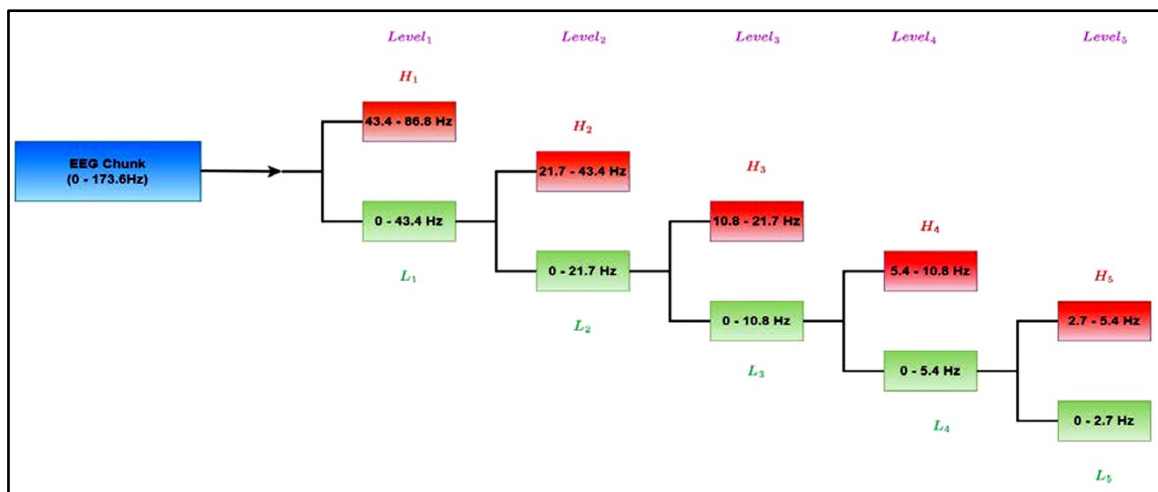 Level₁ Level₂ Level₃ Level₄ Level₅
H₁
43.4 - 86.8 Hz
H₂
EEG Chunk
(0 - 173.6Hz)
21.7 - 43.4 Hz
H₃
0 - 43.4 Hz
10.8 - 21.7 Hz
H₄
L₁
0 - 21.7 Hz
5.4 - 10.8 Hz
H₅
L₂
0 - 10.8 Hz
2.7 - 5.4 Hz
L₃
0 - 5.4 Hz
L₄
0 - 2.7 Hz
L₅